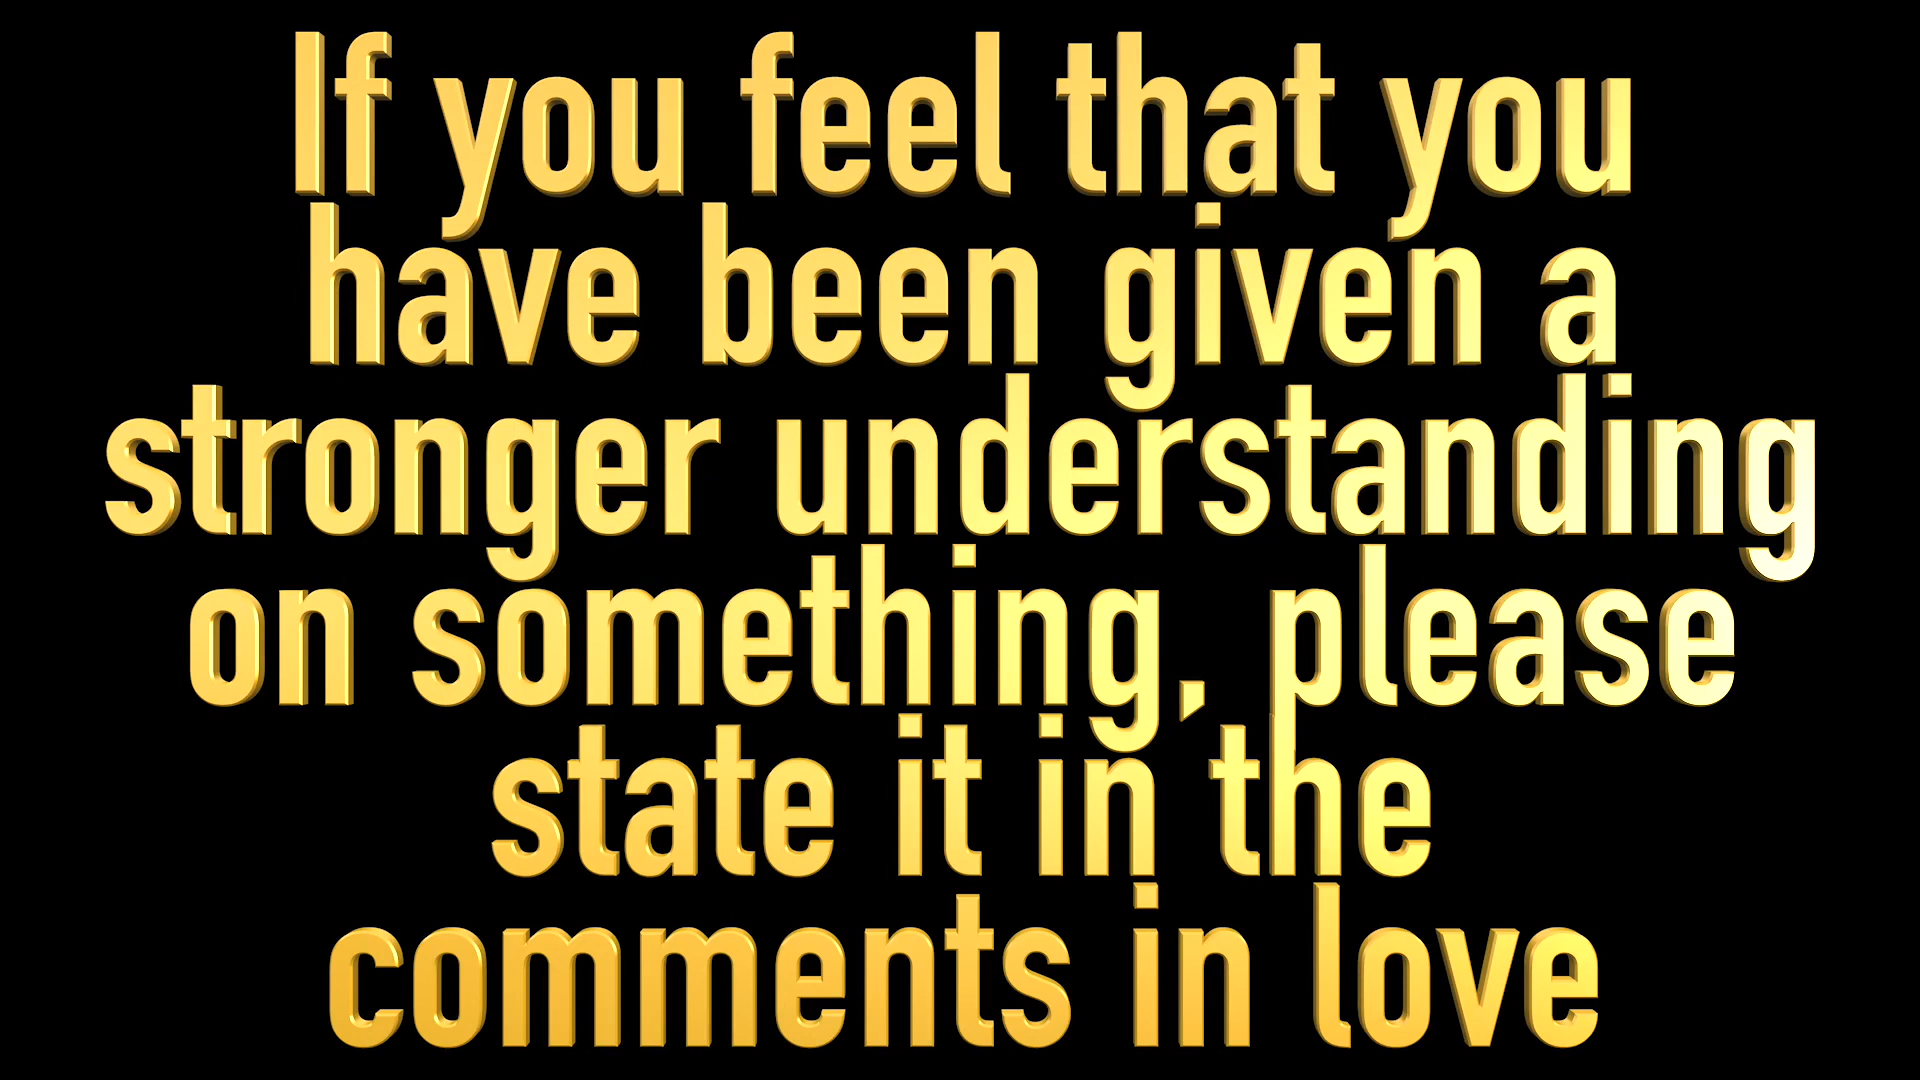 If you feel that you
have been given a
stronger understanding
on something, please
state it in the
comments in love